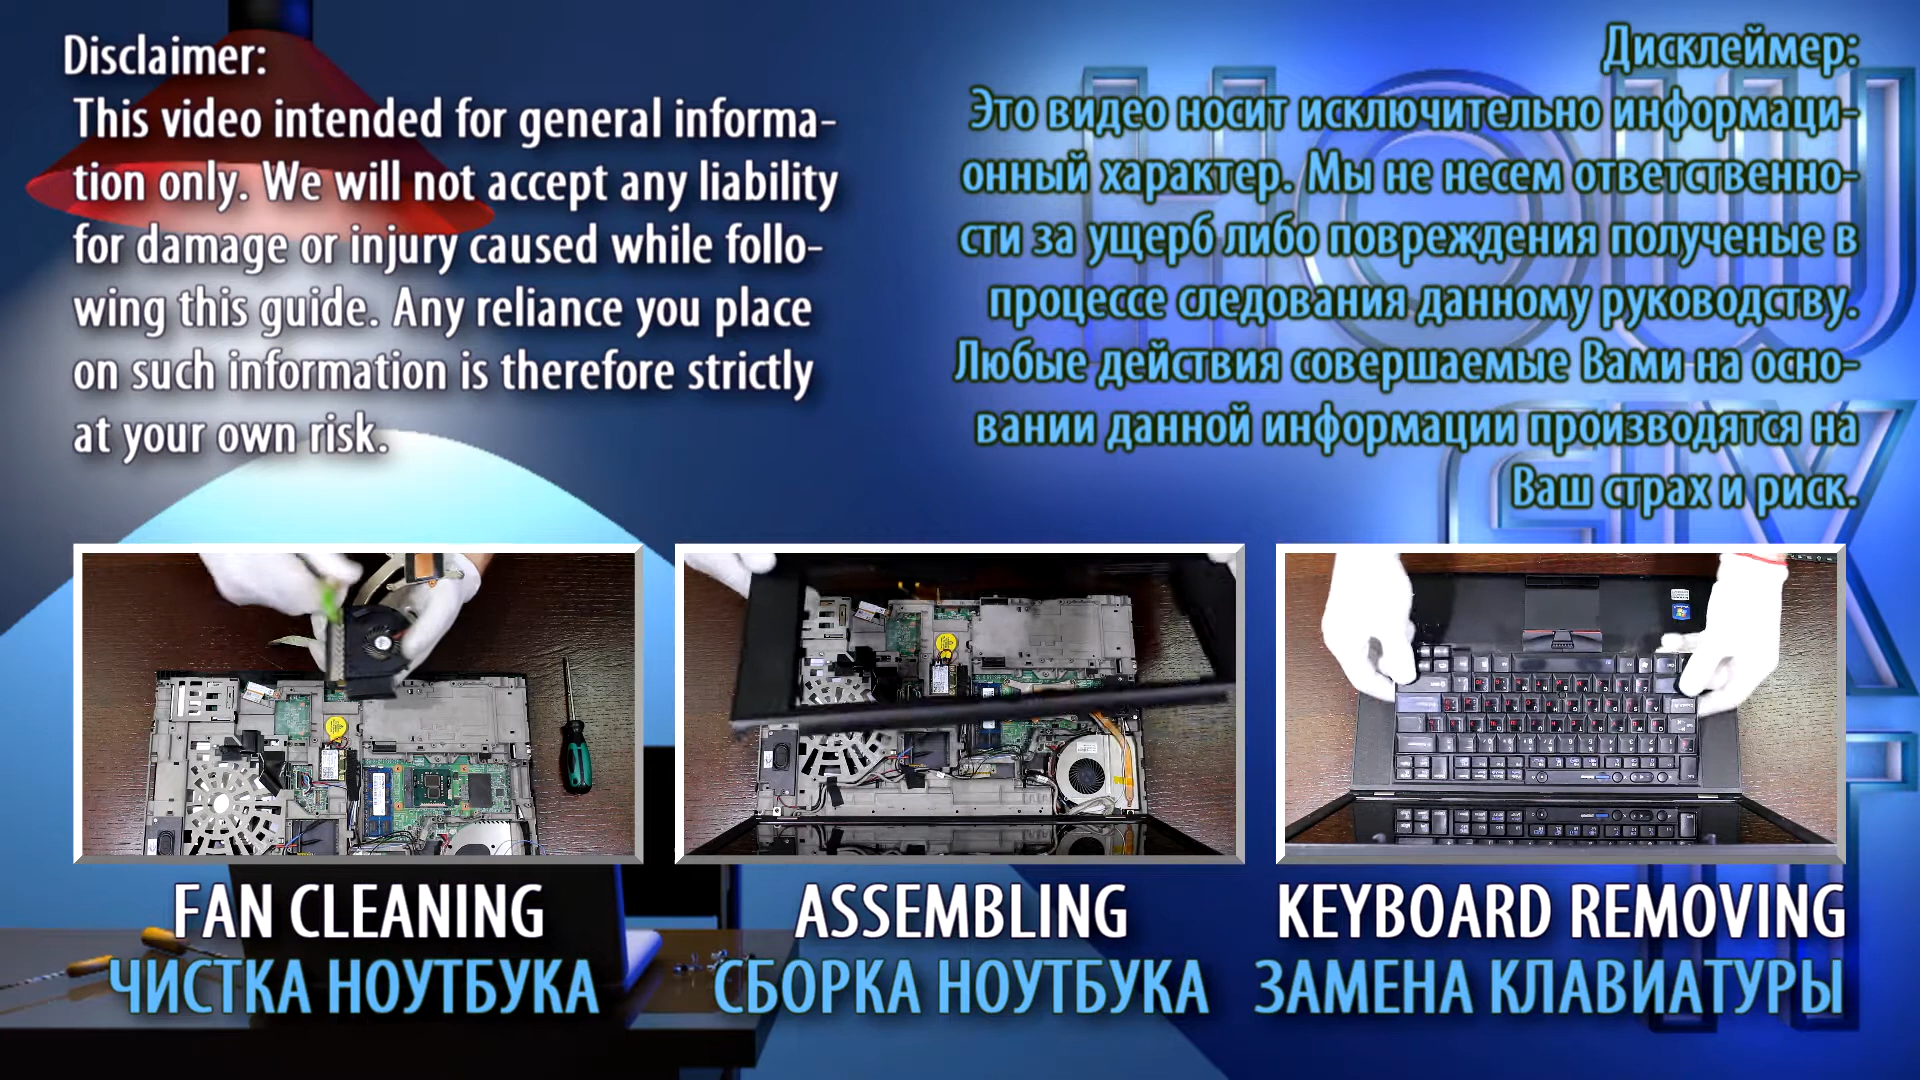 Disclaimer:
This video intended for general informa-
tion only. We will not accept any liability
for damage or injury caused while follo-
wing this guide. Any reliance you place
on such information is therefore strictly
at your own risk.
Дисклеймер:
Это видео носит исключительно информаци-
онный характер. Мы не несем ответственно-
сти за ущерб либо повреждения полученые в
процессе следования данному руководству.
Любые действия совершаемые Вами на осно-
вании данной информации производятся на
Ваш страх и риск.
HOW
FIX
IT
FAN CLEANING
ЧИСТКА НОУТБУКА
ASSEMBLING
СБОРКА НОУТБУКА
KEYBOARD REMOVING
ЗАМЕНА КЛАВИАТУРЫ